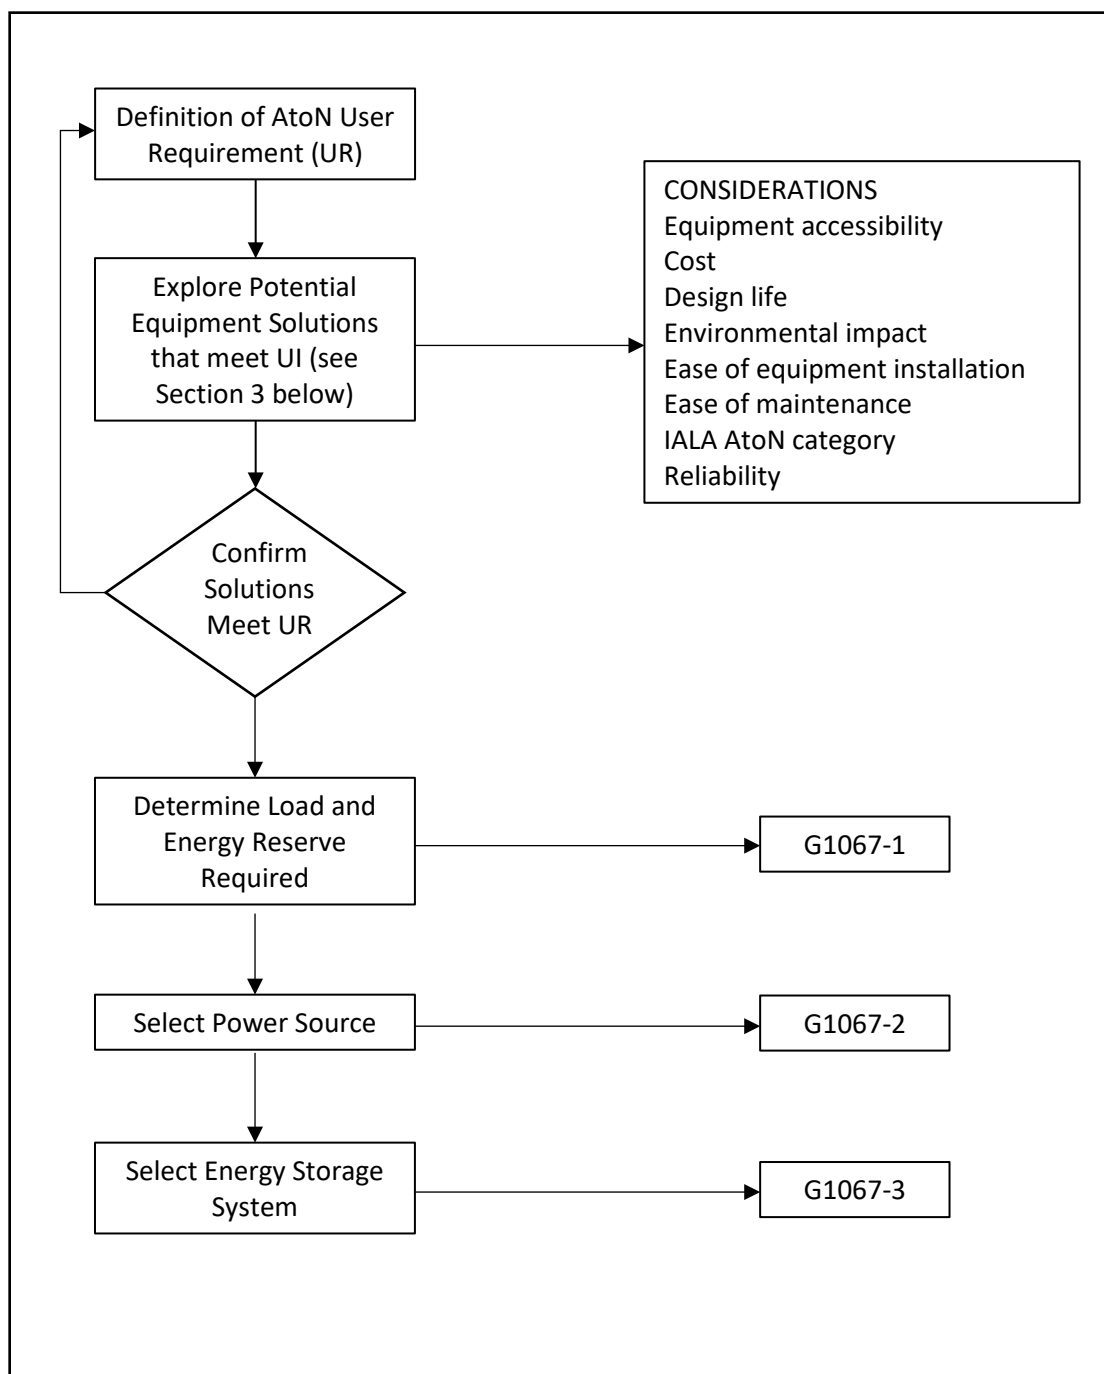 Definition of AtoN User
Requirement (UR)
Explore Potential
Equipment Solutions
that meet UI (see
Section 3 below)
CONSIDERATIONS
Equipment accessibility
Cost
Design life
Environmental impact
Ease of equipment installation
Ease of maintenance
IALA AtoN category
Reliability
Confirm
Solutions
Meet UR
Determine Load and
Energy Reserve
Required
G1067-1
Select Power Source
G1067-2
Select Energy Storage
System
G1067-3